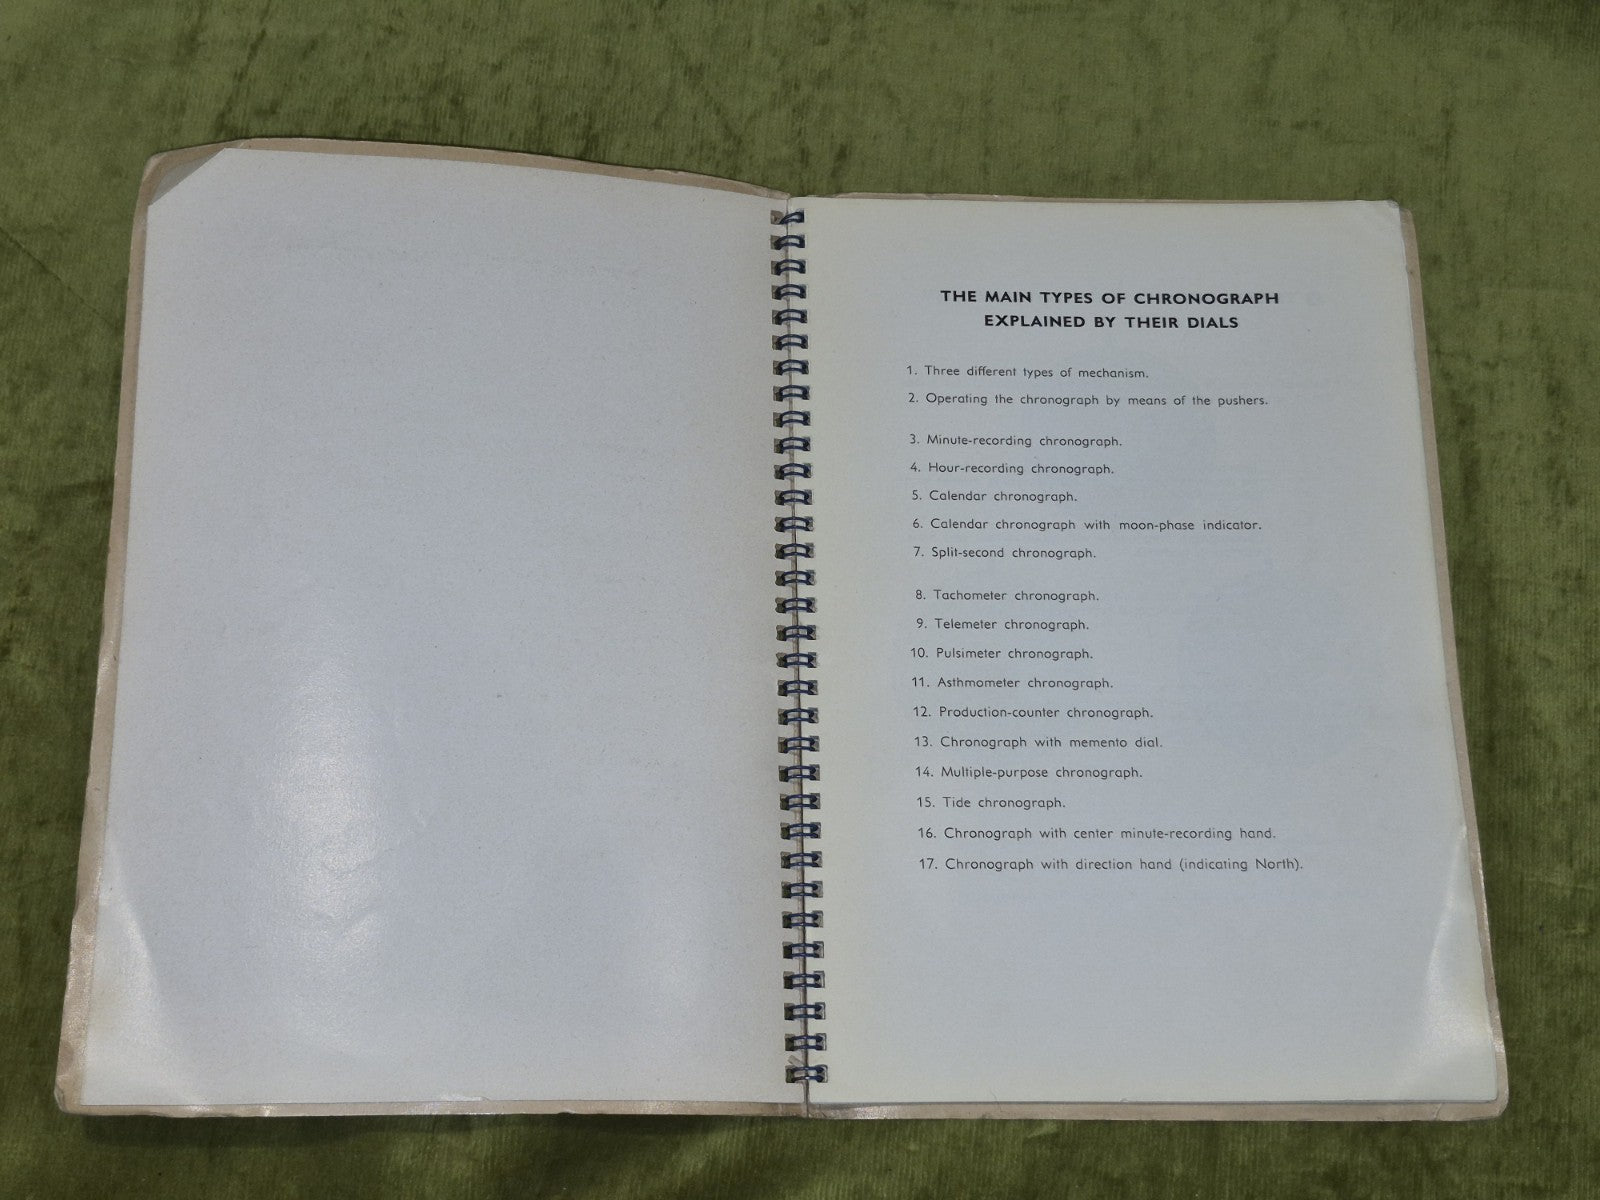 THE MAIN TYPES OF CHRONOGRAPH
EXPLAINED BY THEIR DIALS
1. Three different types of mechanism.
2. Operating the chronograph by means of the pushers.
3. Minute-recording chronograph.
4. Hour-recording chronograph.
5. Calendar chronograph.
6. Calendar chronograph with moon-phase indicator.
7. Split-second chronograph.
8. Tachometer chronograph.
9. Telemeter chronograph.
10. Pulsimeter chronograph.
11. Asthmometer chronograph.
12. Production-counter chronograph.
13. Chronograph with memento dial.
14. Multiple-purpose chronograph.
15. Tide chronograph.
16. Chronograph with center minute-recording hand.
17. Chronograph with direction hand (indicating North).